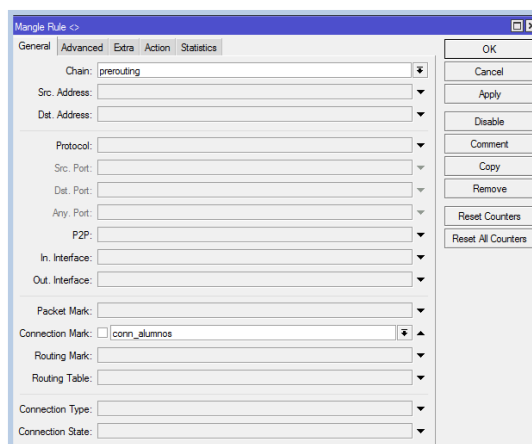 Mangle Rule <>
General Advanced Extra Action Statistics
Chain: prerouting
Src. Address:
Dst. Address:
Protocol:
Src. Port:
Dst. Port:
Any. Port:
P2P:
In. Interface:
Out. Interface:
Packet Mark:
Connection Mark: conn_alumnos
Routing Mark:
Routing Table:
Connection Type:
Connection State:
OK
Cancel
Apply
Disable
Comment
Copy
Remove
Reset Counters
Reset All Counters